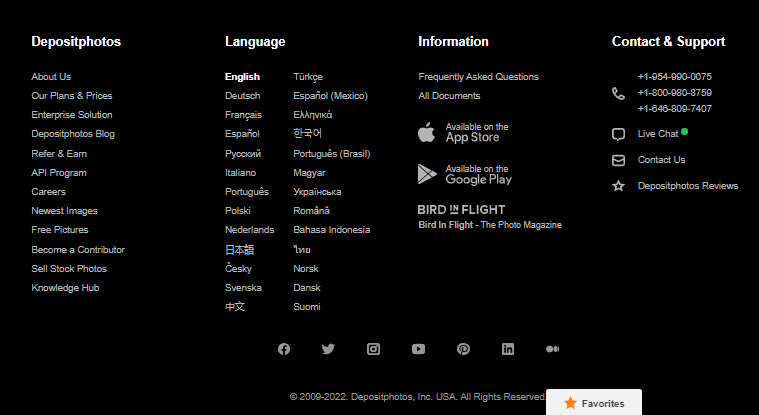 Depositphotos
About Us
Our Plans & Prices
Enterprise Solution
Depositphotos Blog
Refer & Earn
API Program
Careers
Newest Images
Free Pictures
Become a Contributor
Sell Stock Photos
Knowledge Hub
Language
English
Deutsch
Français
Español
Русский
Italiano
Português
Polski
Nederlands
日本語
Česky
Svenska
中文
Türkçe
Español (Mexico)
Ελληνικά
한국어
Português (Brasil)
Magyar
Українська
Română
Bahasa Indonesia
ไทย
Norsk
Dansk
Suomi
Information
Frequently Asked Questions
All Documents
Available on the
App Store
Available on the
Google Play
BIRD IN FLIGHT
Bird In Flight - The Photo Magazine
Contact & Support
+1-954-990-0075
+1-800-980-8759
+1-646-809-7407
Live Chat
Contact Us
Depositphotos Reviews
© 2009-2022. Depositphotos, Inc. USA. All Rights Reserved.
Favorites